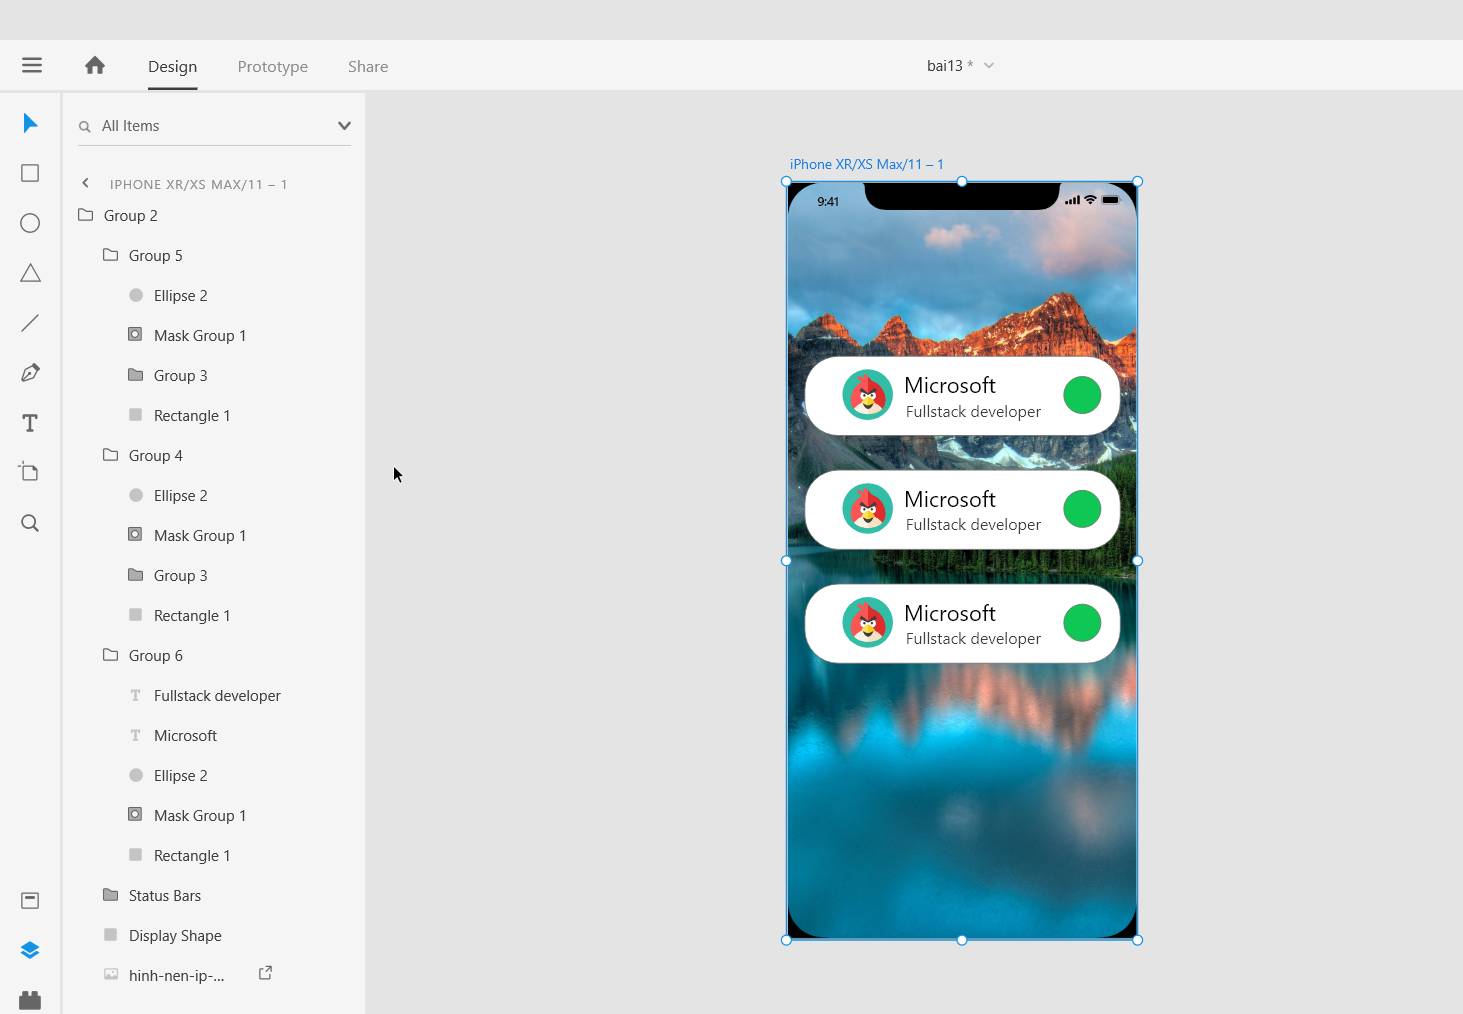 Design
Prototype
Share
bai13 *
All Items
IPHONE XR/XS MAX/11 – 1
Group 2
Group 5
Ellipse 2
Mask Group 1
Group 3
Rectangle 1
Group 4
Ellipse 2
Mask Group 1
Group 3
Rectangle 1
Group 6
Fullstack developer
Microsoft
Ellipse 2
Mask Group 1
Rectangle 1
Status Bars
Display Shape
hinh-nen-ip-...
iPhone XR/XS Max/11 – 1
9:41
Microsoft
Fullstack developer
Microsoft
Fullstack developer
Microsoft
Fullstack developer